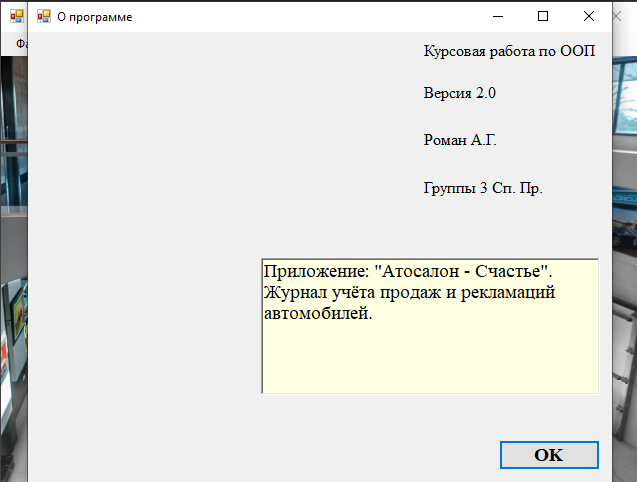 О программе
Фа
Курсовая работа по ООП
Версия 2.0
Роман А.Г.
Группы 3 Сп. Пр.
Приложение: "Атосалон - Счастье".
Журнал учёта продаж и рекламаций
автомобилей.
OK